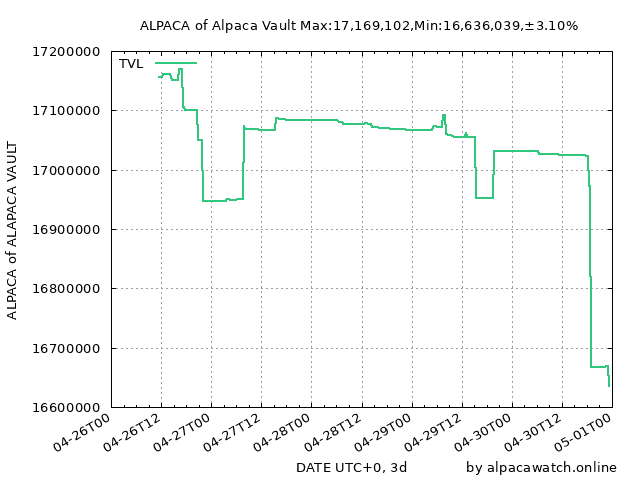 ALPACA of Alpaca Vault Max:17,169,102,Min:16,636,039,±3.10%
17200000
TVL
17100000
17000000
16900000
16800000
16700000
16600000
ALPACA of ALAPACA VAULT
04-26T00
04-26T12
04-27T00
04-27T12
04-28T00
04-28T12
04-29T00
04-29T12
04-30T00
04-30T12
05-01T00
DATE UTC+0, 3d
by alpacawatch.online